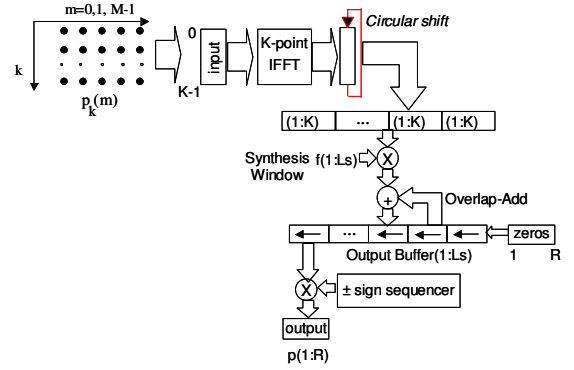 m=0,1, M-1
k
pk(m)
0
K-1
input
K-point
IFFT
Circular shift
(1:K) ... (1:K) (1:K)
Synthesis
Window
f(1:Ls)
X
+
Overlap-Add
... zeros
Output Buffer(1:Ls)
1 R
X
± sign sequencer
output
p(1:R)